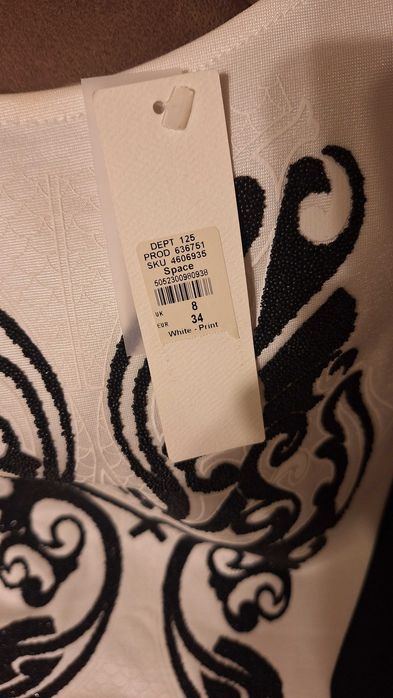 DEPT 125
PROD 636751
SKU 4606935
Space
5052300980938
UK 8
EUR 34
White - Print